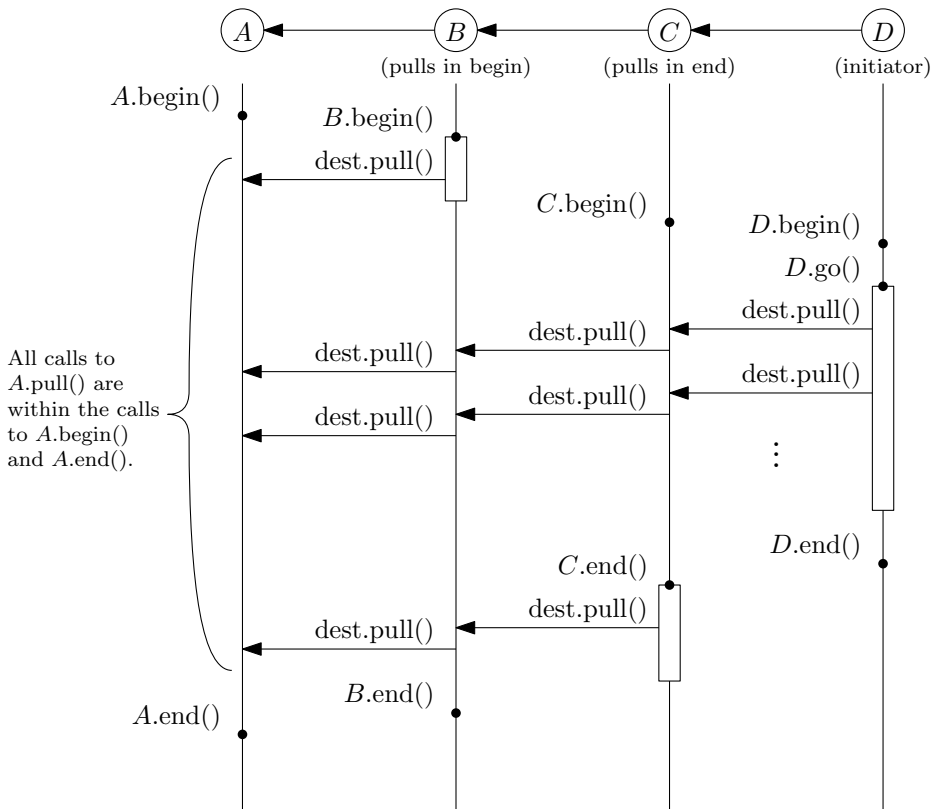 A B C D
(pulls in begin) (pulls in end) (initiator)
A.begin()
B.begin()
dest.pull()
C.begin()
D.begin()
D.go()
dest.pull()
dest.pull()
dest.pull()
dest.pull()
dest.pull()
dest.pull()
All calls to
A.pull() are
within the calls
to A.begin()
and A.end().
⋮
D.end()
C.end()
dest.pull()
dest.pull()
B.end()
A.end()